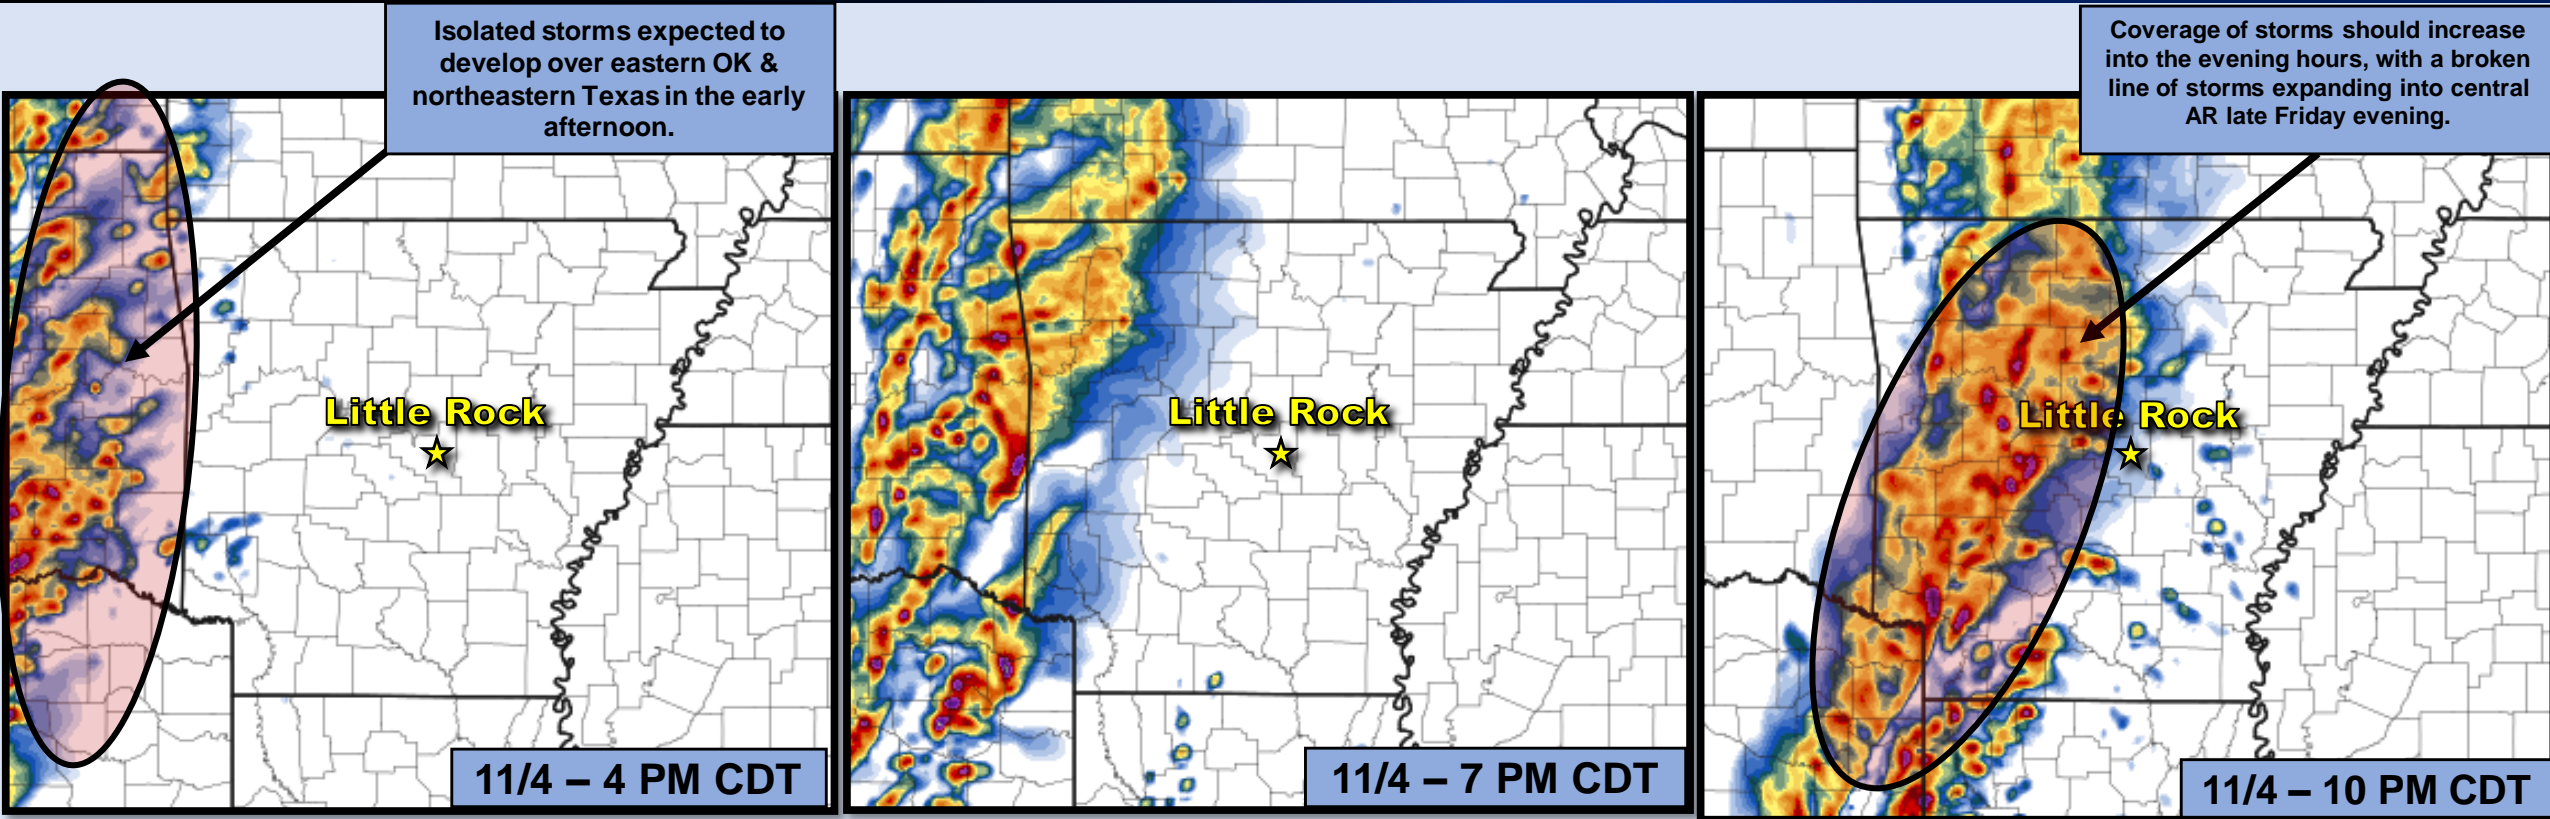 Isolated storms expected to
develop over eastern OK &
northeastern Texas in the early
afternoon.
Little Rock
11/4 – 4 PM CDT
Little Rock
11/4 – 7 PM CDT
Coverage of storms should increase
into the evening hours, with a broken
line of storms expanding into central
AR late Friday evening.
Little Rock
11/4 – 10 PM CDT